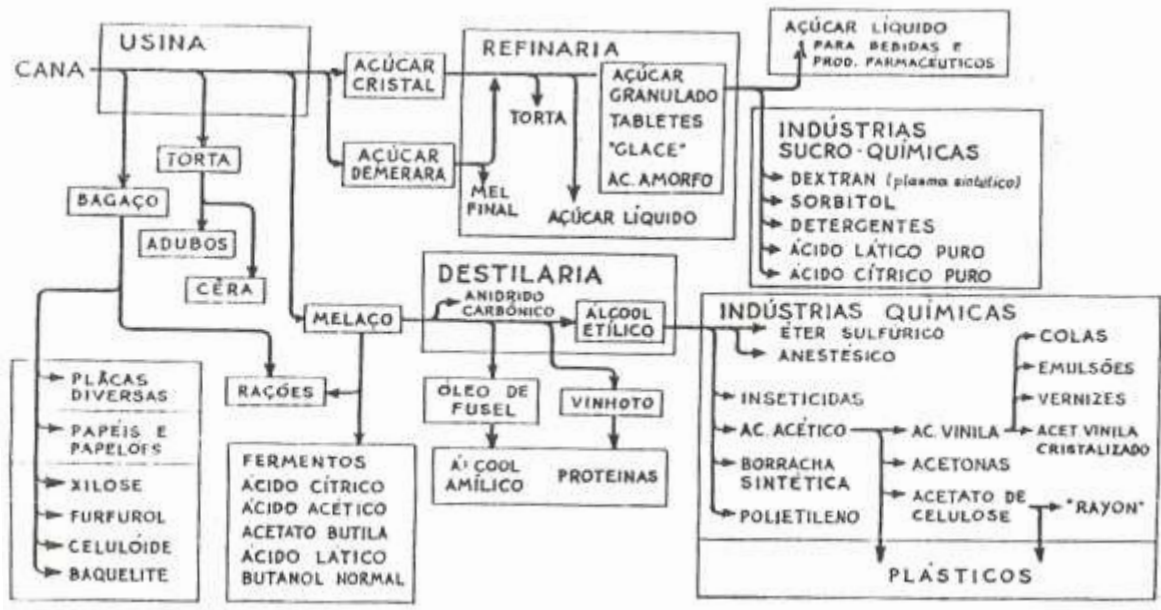 USINA
CANA
AÇÚCAR
CRISTAL
AÇÚCAR
DEMERARA
TORTA
BAGAÇO
ADUBOS
CÊRA
REFINARIA
TORTA
MEL
FINAL
AÇÚCAR LÍQUIDO
AÇÚCAR
GRANULADO
TABLETES
"GLACE"
AC. AMORFO
AÇÚCAR LÍQUIDO
PARA BEBIDAS E
PROD. FARMACÊUTICOS
INDÚSTRIAS
SUCRO-QUÍMICAS
DEXTRAN (plasma sintético)
SORBITOL
DETERGENTES
ÁCIDO LÁTICO PURO
ÁCIDO CÍTRICO PURO
DESTILARIA
MELAÇO
ANIDRIDO
CARBÔNICO
ÁLCOOL
ETÍLICO
ÓLEO DE
FUSEL
VINHOTO
ÁLCOOL
AMÍLICO
PROTEINAS
RAÇÕES
PLÁCAS
DIVERSAS
PAPÉIS E
PAPELÕES
XILOSE
FURFUROL
CELULÓIDE
BAQUELITE
FERMENTOS
ÁCIDO CÍTRICO
ÁCIDO ACÉTICO
ACETATO BUTILA
ÁCIDO LÁTICO
BUTANOL NORMAL
INDÚSTRIAS QUÍMICAS
ÉTER SULFÚRICO
ANESTÉSICO
INSETICIDAS
AC. ACÉTICO
BORRACHA
SINTÉTICA
POLIETILENO
AC. VINILA
ACETONAS
ACETATO DE
CELULOSE
COLAS
EMULSÕES
VERNIZES
ACET. VINILA
CRISTALIZADO
"RAYON"
PLÁSTICOS